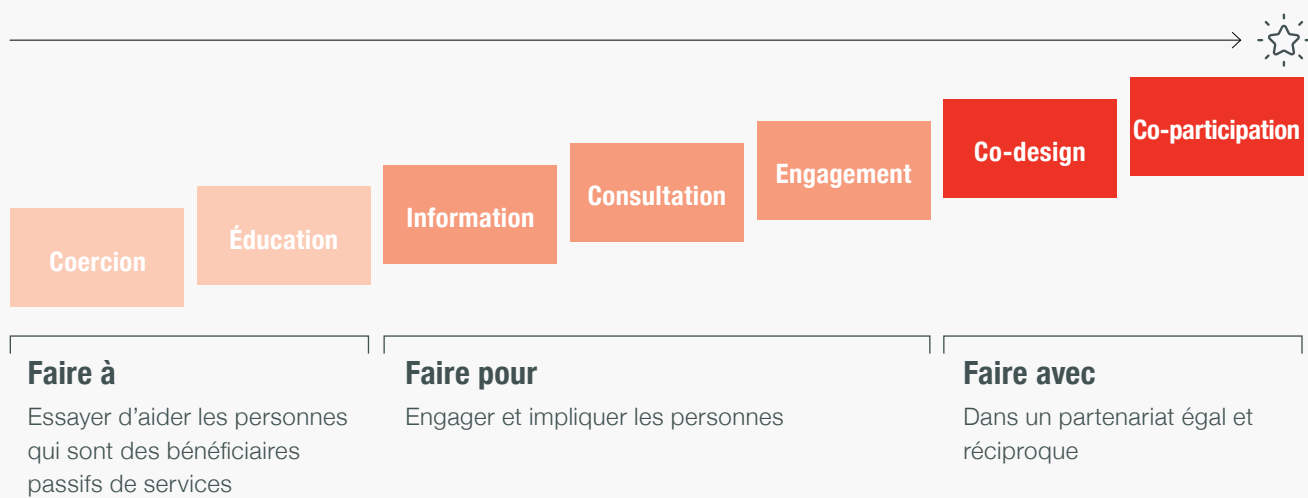 Coercion
Éducation
Information
Consultation
Engagement
Co-design
Co-participation
Faire à
Essayer d’aider les personnes
qui sont des bénéficiaires
passifs de services
Faire pour
Engager et impliquer les personnes
Faire avec
Dans un partenariat égal et
réciproque